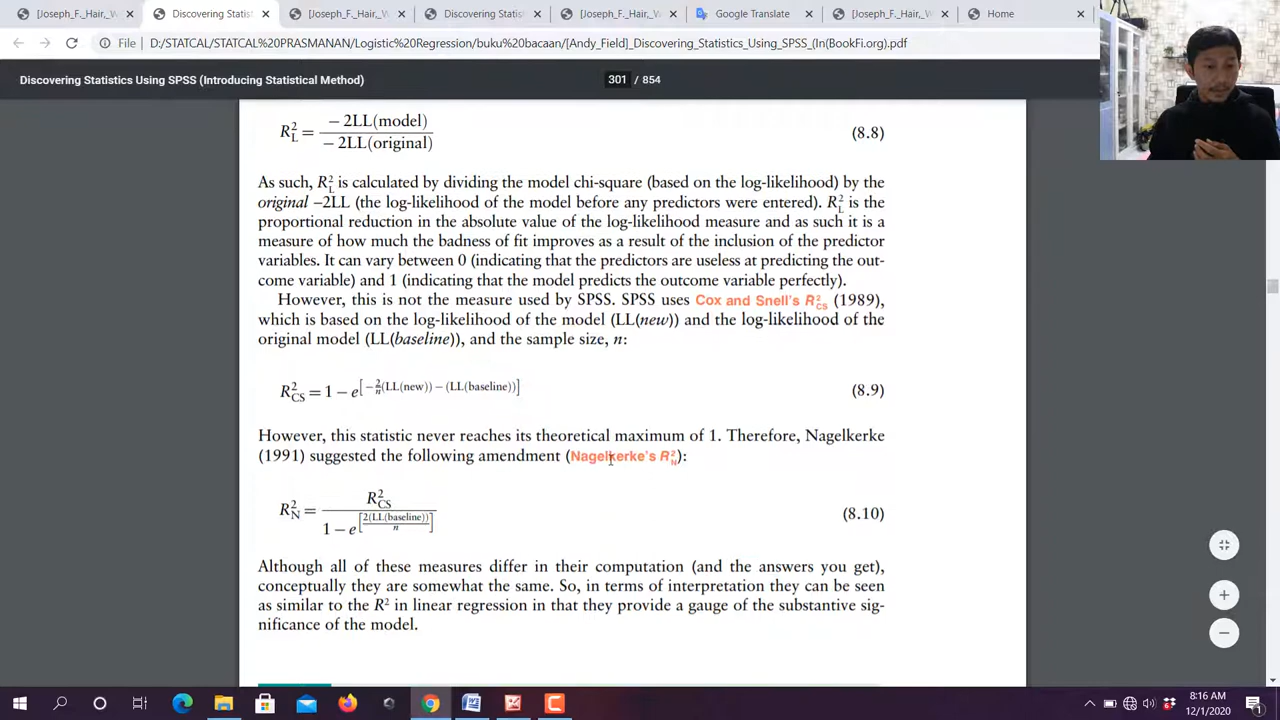 [Joseph_F._Hair,_W
Discovering Statis
[Joseph_F._Hair,_W
Discovering Statist
[Joseph_F._Hair,_W
Google Translate
[Joseph_F._Hair,_W
Home
File D:/STATCAL/STATCAL%20PRASMANAN/Logistic%20Regression/buku%20bacaan/[Andy_Field]_Discovering_Statistics_Using_SPSS_(In(BookFi.org).pdf
Discovering Statistics Using SPSS (Introducing Statistical Method)
301 / 854
R²L = −2LL(model) / −2LL(original) (8.8)
As such, R²L is calculated by dividing the model chi-square (based on the log-likelihood) by the
original −2LL (the log-likelihood of the model before any predictors were entered). R²L is the
proportional reduction in the absolute value of the log-likelihood measure and as such it is a
measure of how much the badness of fit improves as a result of the inclusion of the predictor
variables. It can vary between 0 (indicating that the predictors are useless at predicting the out-
come variable) and 1 (indicating that the model predicts the outcome variable perfectly).
However, this is not the measure used by SPSS. SPSS uses Cox and Snell's R²CS (1989),
which is based on the log-likelihood of the model (LL(new)) and the log-likelihood of the
original model (LL(baseline)), and the sample size, n:
R²CS = 1 − e[−2/n(LL(new)) − (LL(baseline))] (8.9)
However, this statistic never reaches its theoretical maximum of 1. Therefore, Nagelkerke
(1991) suggested the following amendment (Nagelkerke's R²N):
R²N = R²CS / 1 − e[2(LL(baseline))/n] (8.10)
Although all of these measures differ in their computation (and the answers you get),
conceptually they are somewhat the same. So, in terms of interpretation they can be seen
as similar to the R² in linear regression in that they provide a gauge of the substantive sig-
nificance of the model.
8:16 AM
12/1/2020